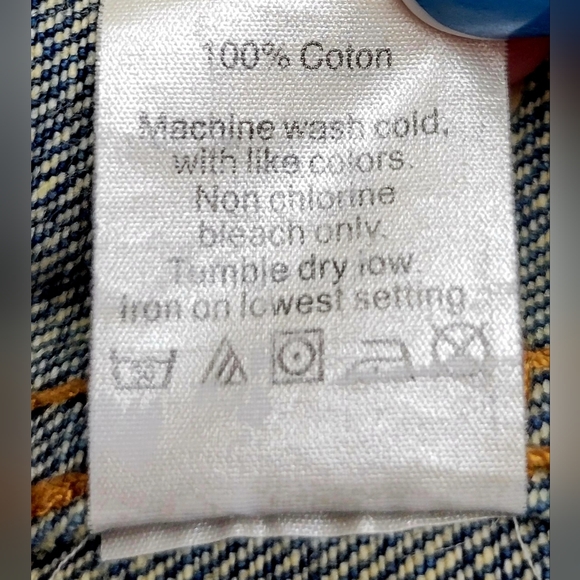 100% Coton
Machine wash cold,
with like colors.
Non chlorine
bleach only.
Tumble dry low.
Iron on lowest setting.
30